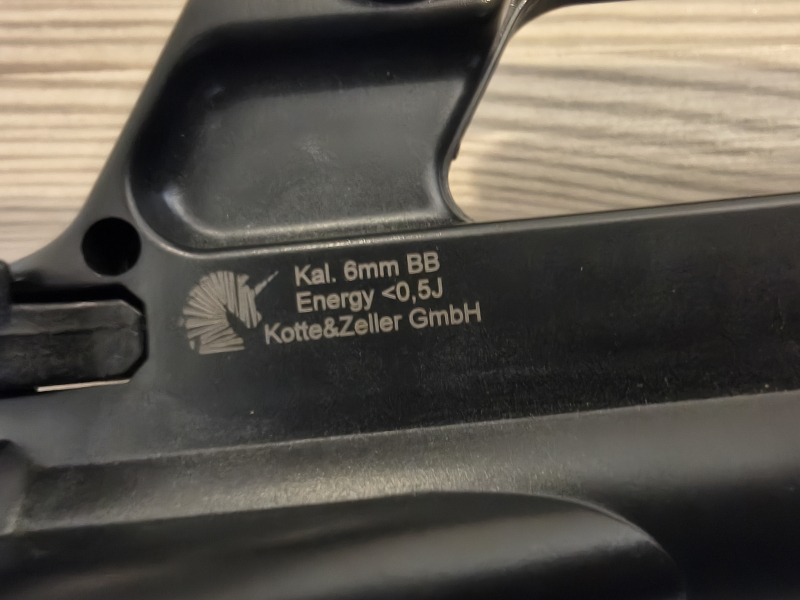 Kal. 6mm BB
Energy <0,5J
Kotte&Zeller GmbH